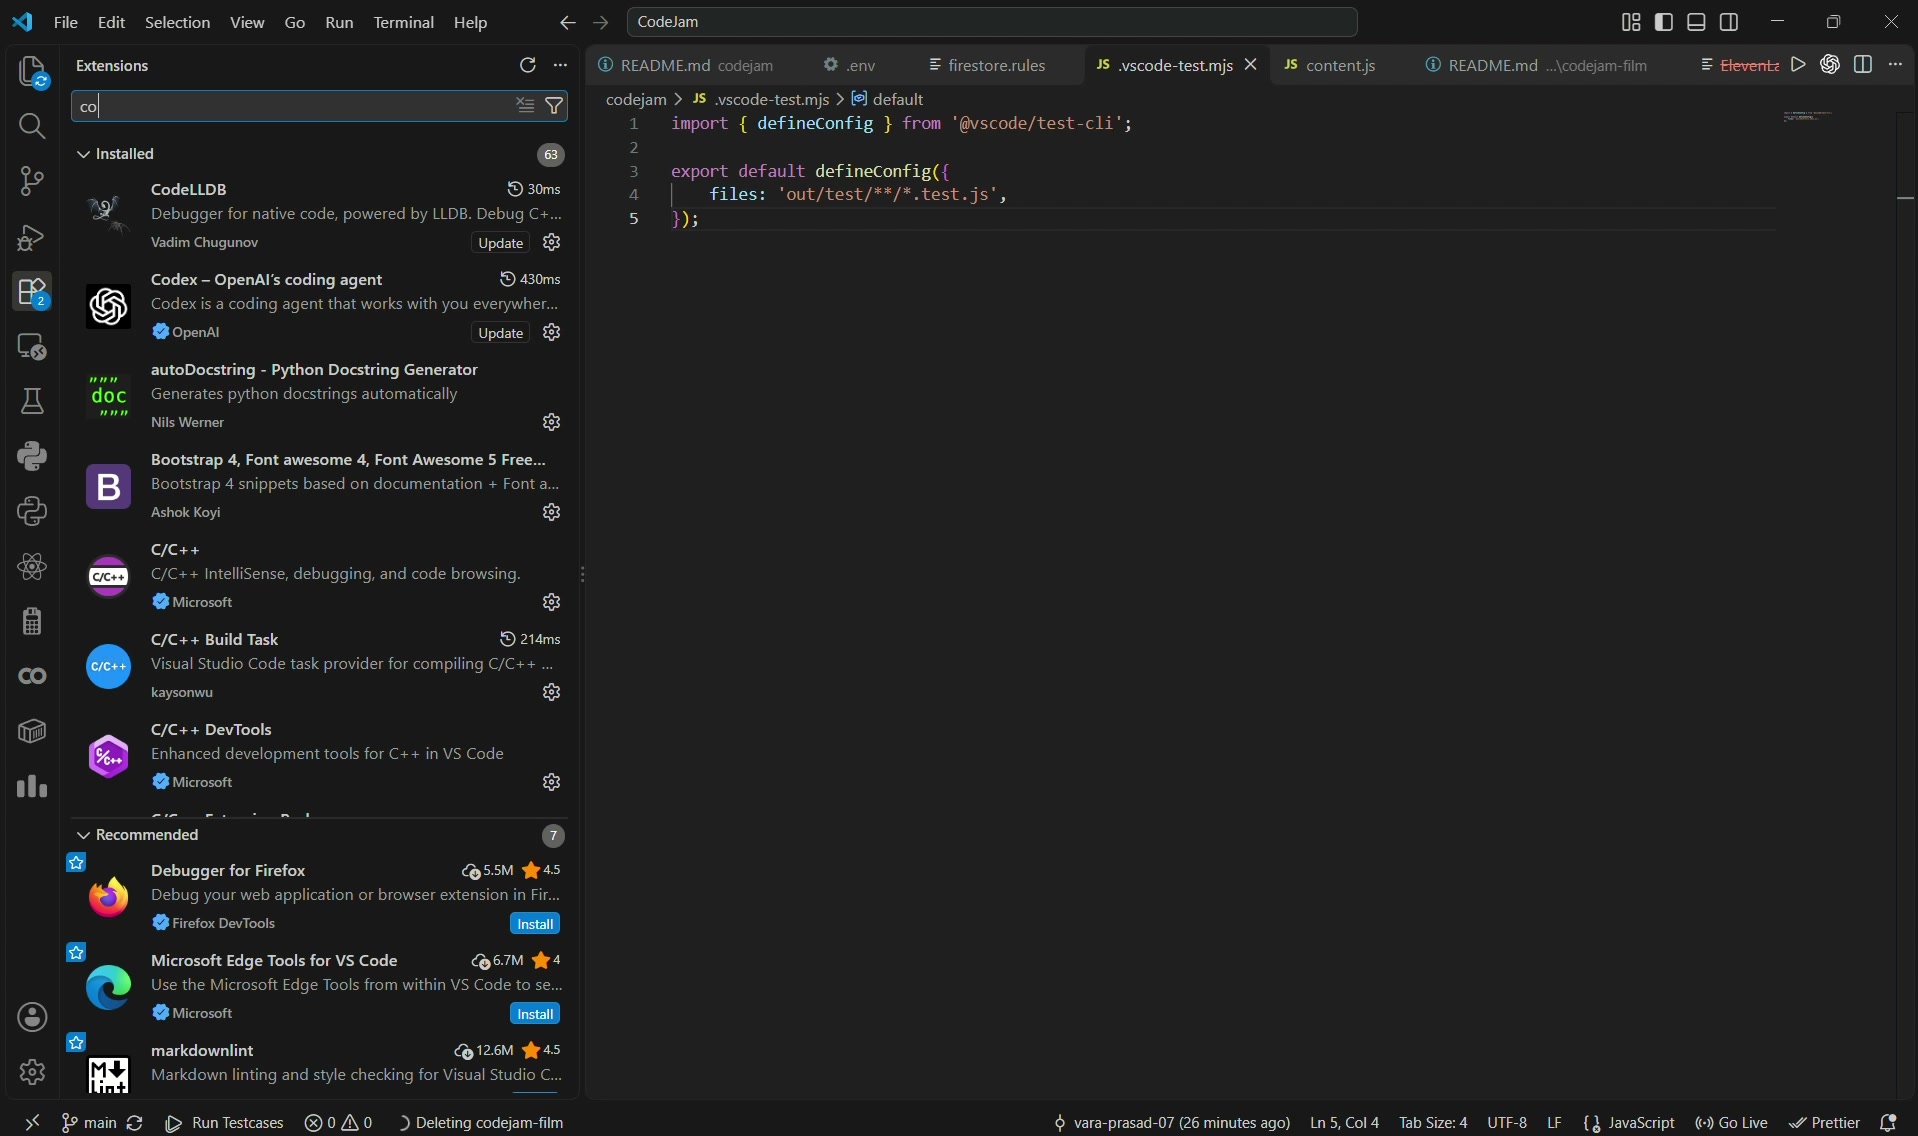 File Edit Selection View Go Run Terminal Help
CodeJam
Extensions
co
Installed 63
CodeLLDB 30ms
Debugger for native code, powered by LLDB. Debug C+...
Vadim Chugunov Update
Codex – OpenAI's coding agent 430ms
Codex is a coding agent that works with you everywher...
OpenAI Update
autoDocstring - Python Docstring Generator
Generates python docstrings automatically
Nils Werner
"""
doc
"""
Bootstrap 4, Font awesome 4, Font Awesome 5 Free...
Bootstrap 4 snippets based on documentation + Font a...
Ashok Koyi
B
C/C++
C/C++ IntelliSense, debugging, and code browsing.
Microsoft
C/C++
C/C++ Build Task 214ms
Visual Studio Code task provider for compiling C/C++ ...
kaysonwu
C/C++
C/C++ DevTools
Enhanced development tools for C++ in VS Code
Microsoft
Recommended 7
Debugger for Firefox 5.5M 4.5
Debug your web application or browser extension in Fir...
Firefox DevTools Install
Microsoft Edge Tools for VS Code 6.7M 4
Use the Microsoft Edge Tools from within VS Code to se...
Microsoft Install
markdownlint 12.6M 4.5
Markdown linting and style checking for Visual Studio C...
2
README.md codejam .env firestore.rules JS .vscode-test.mjs JS content.js README.md ...\codejam-film ElevenLa
codejam > JS .vscode-test.mjs > default
1 import { defineConfig } from '@vscode/test-cli';
2
3 export default defineConfig({
4 files: 'out/test/**/*.test.js',
5 });
main Run Testcases 0 0 Deleting codejam-film vara-prasad-07 (26 minutes ago) Ln 5, Col 4 Tab Size: 4 UTF-8 LF { } JavaScript Go Live Prettier